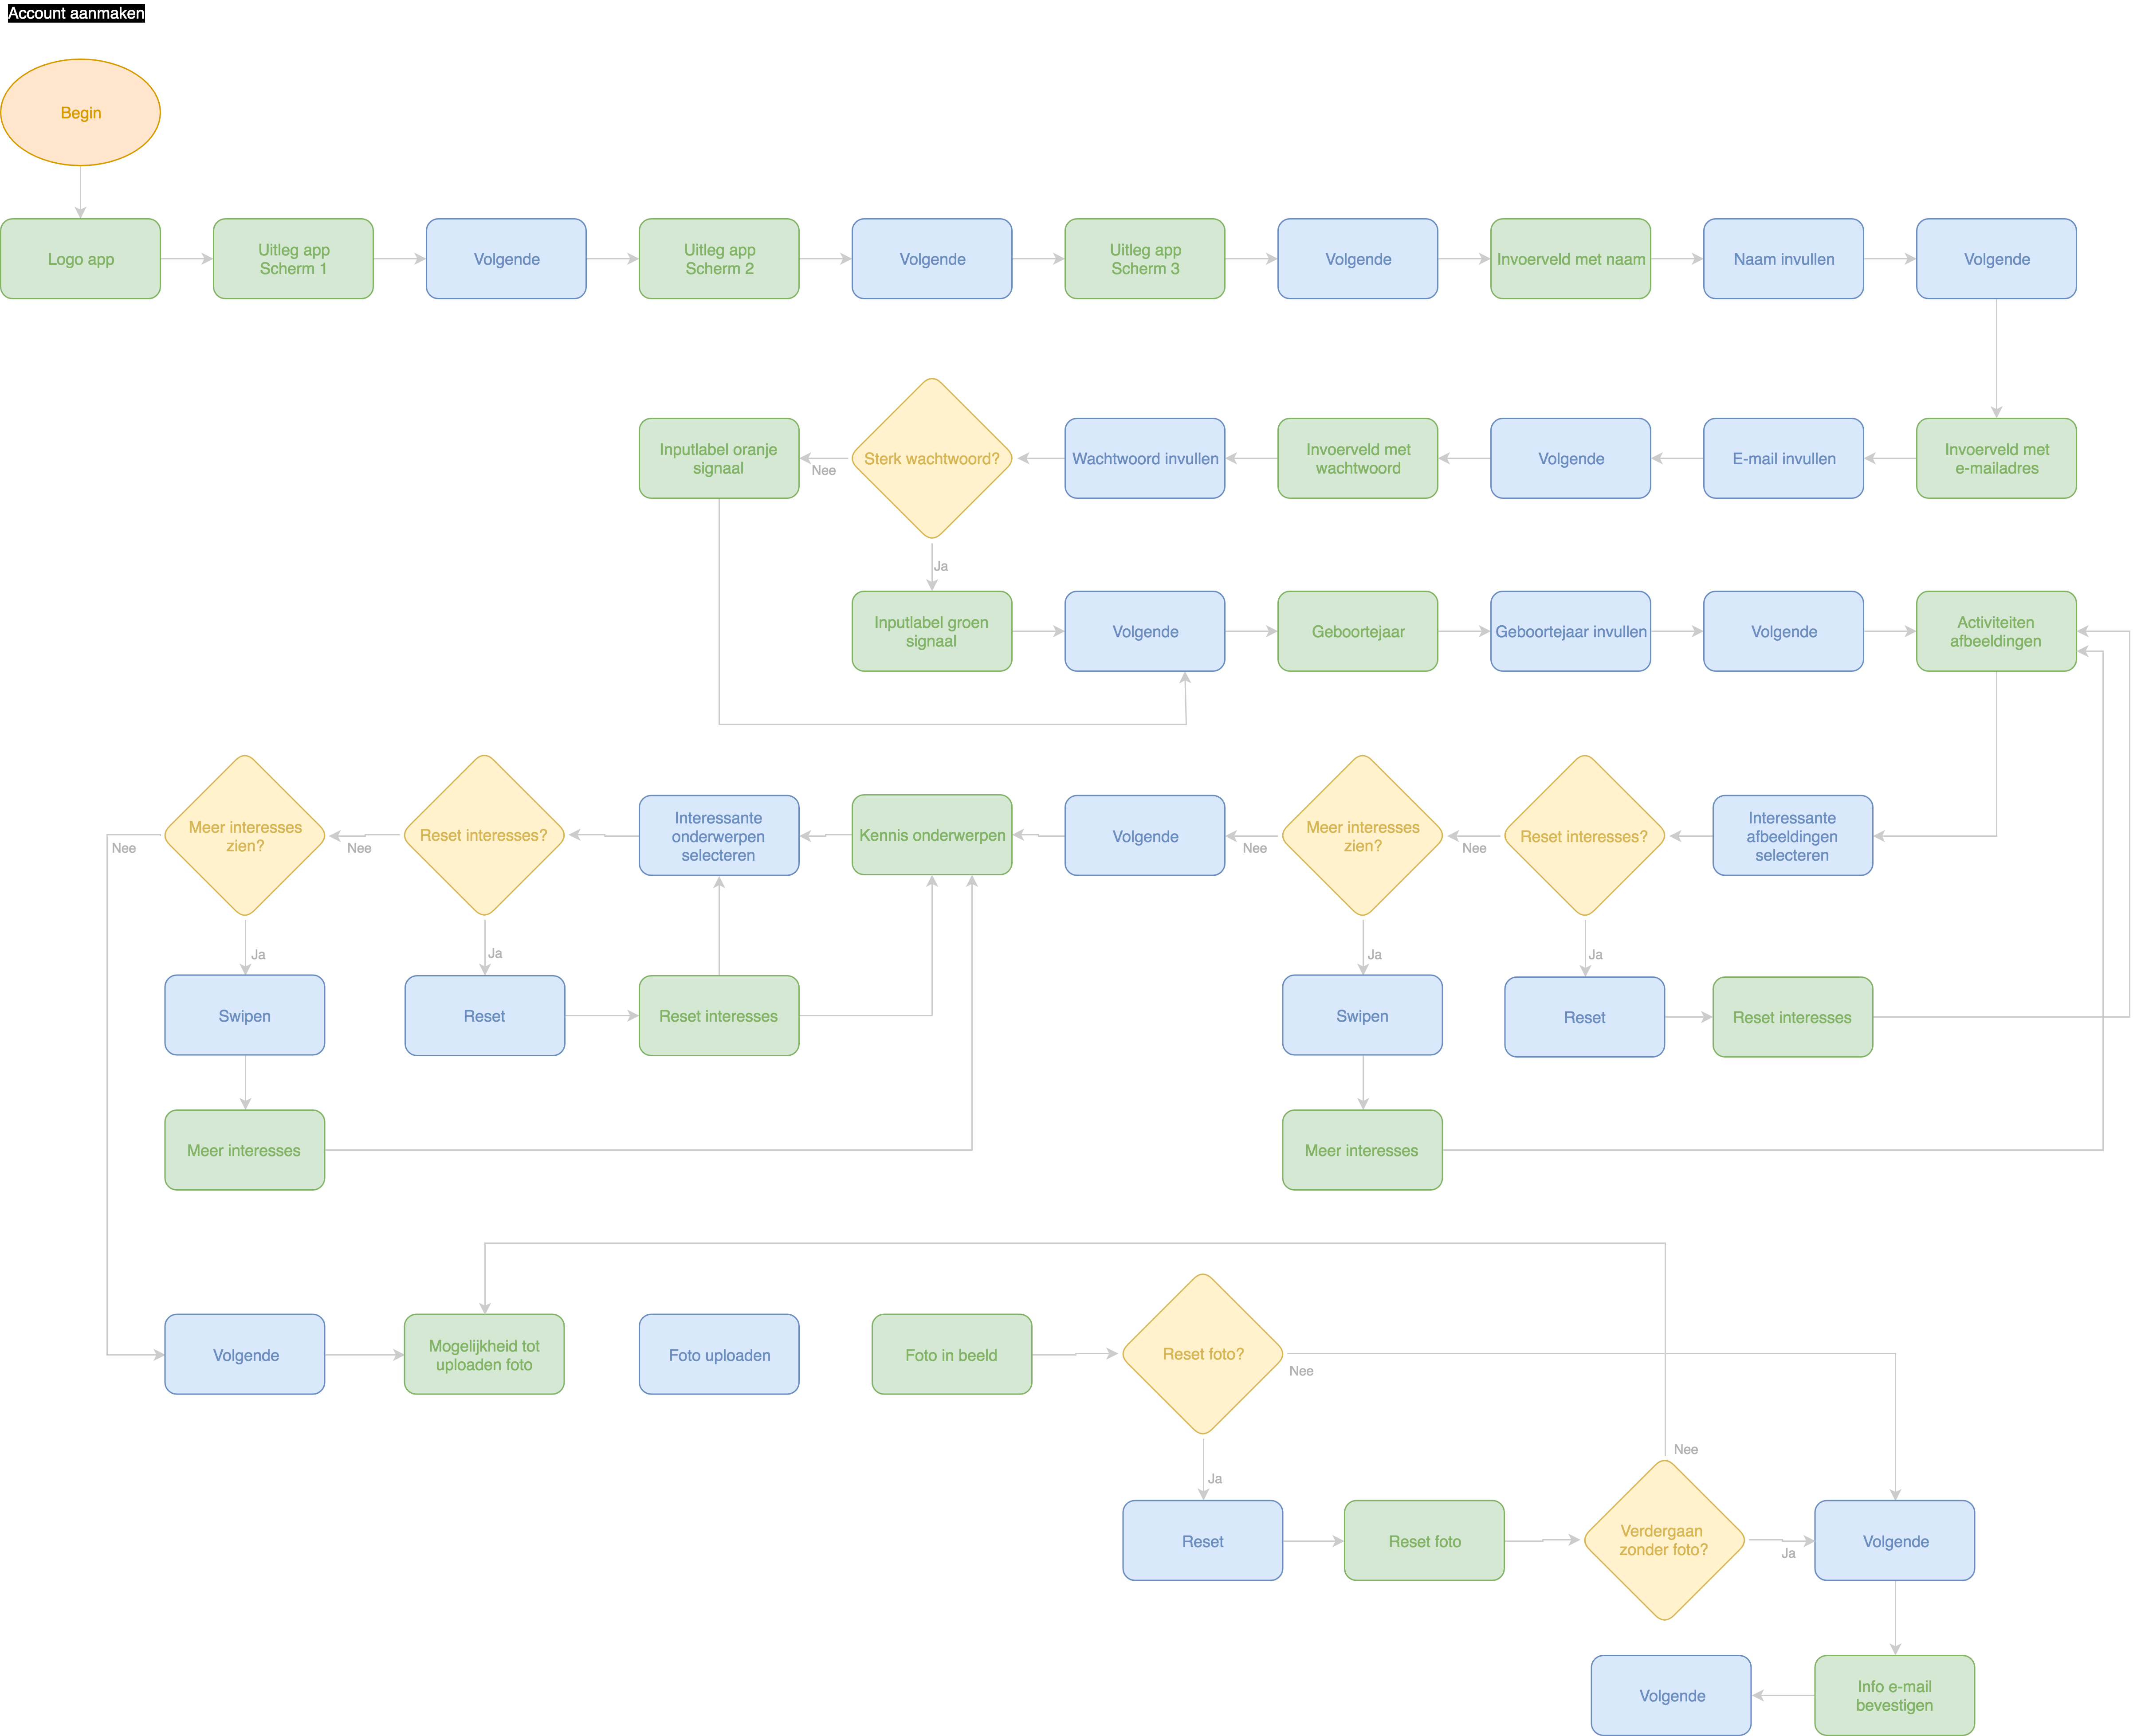 Account aanmaken
Begin
Logo app
Uitleg app
Scherm 1
Volgende
Uitleg app
Scherm 2
Volgende
Uitleg app
Scherm 3
Volgende
Invoerveld met naam
Naam invullen
Volgende
Inputlabel oranje
signaal
Nee
Sterk wachtwoord?
Wachtwoord invullen
Invoerveld met
wachtwoord
Volgende
E-mail invullen
Invoerveld met
e-mailadres
Ja
Inputlabel groen
signaal
Volgende
Geboortejaar
Geboortejaar invullen
Volgende
Activiteiten
afbeeldingen
Nee
Meer interesses
zien?
Nee
Reset interesses?
Interessante
onderwerpen
selecteren
Kennis onderwerpen
Volgende
Nee
Meer interesses
zien?
Nee
Reset interesses?
Interessante
afbeeldingen
selecteren
Ja
Ja
Ja
Ja
Swipen
Reset
Reset interesses
Swipen
Reset
Reset interesses
Meer interesses
Meer interesses
Volgende
Mogelijkheid tot
uploaden foto
Foto uploaden
Foto in beeld
Reset foto?
Nee
Ja
Nee
Reset
Reset foto
Verdergaan
zonder foto?
Ja
Volgende
Volgende
Info e-mail
bevestigen